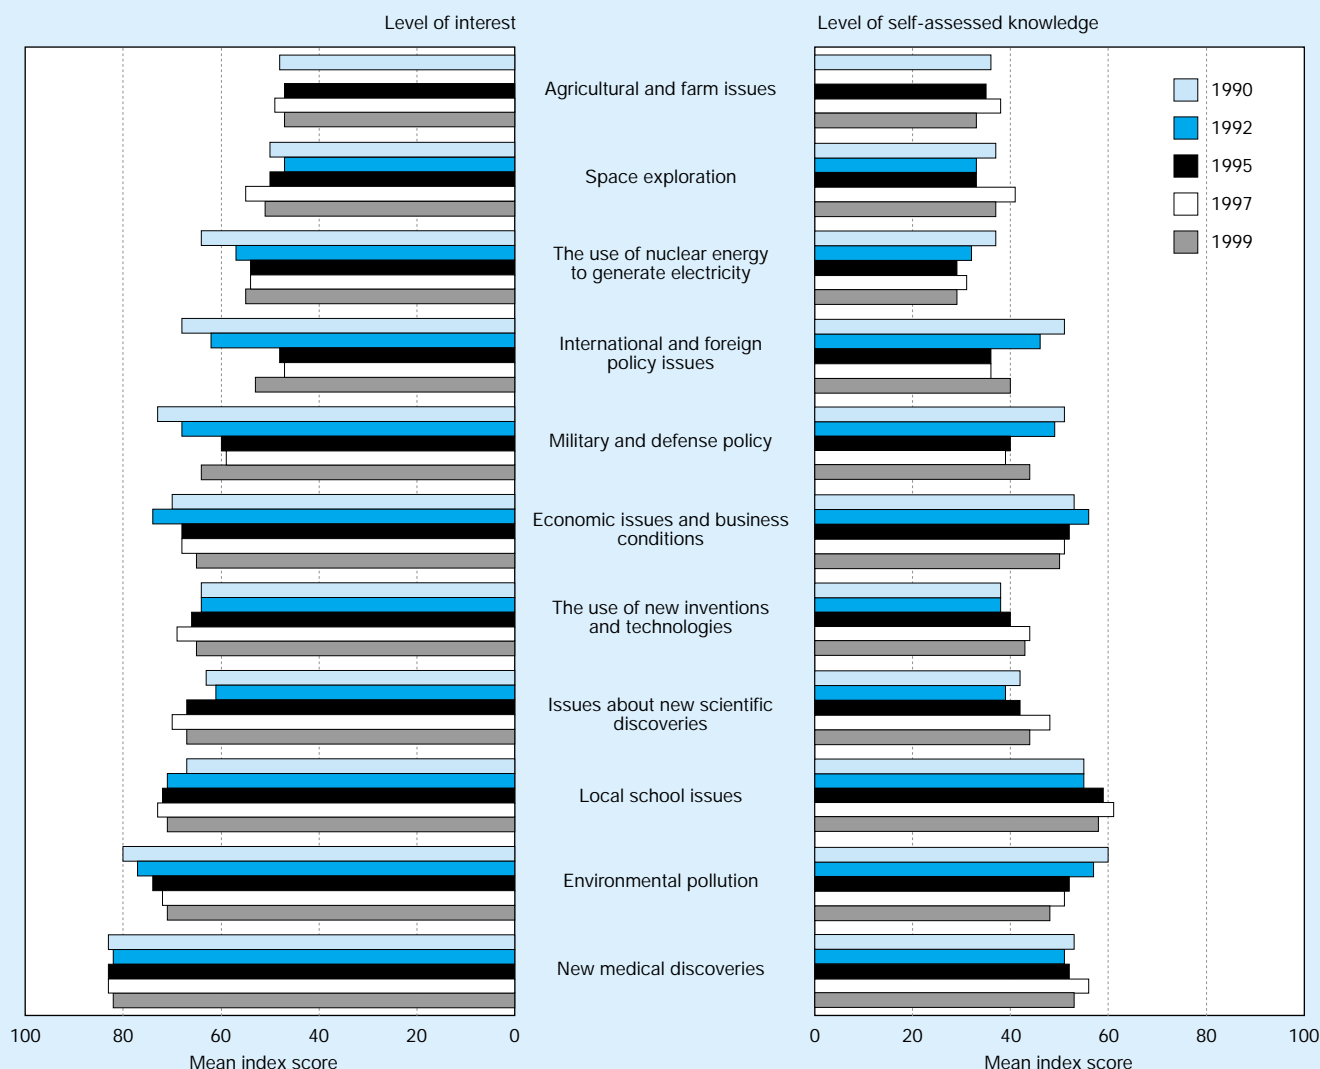 Level of interest
Level of self-assessed knowledge
Agricultural and farm issues
1990
1992
1995
1997
1999
Space exploration
The use of nuclear energy
to generate electricity
International and foreign
policy issues
Military and defense policy
Economic issues and business
conditions
The use of new inventions
and technologies
Issues about new scientific
discoveries
Local school issues
Environmental pollution
New medical discoveries
100 80 60 40 20 0
0 20 40 60 80 100
Mean index score
Mean index score